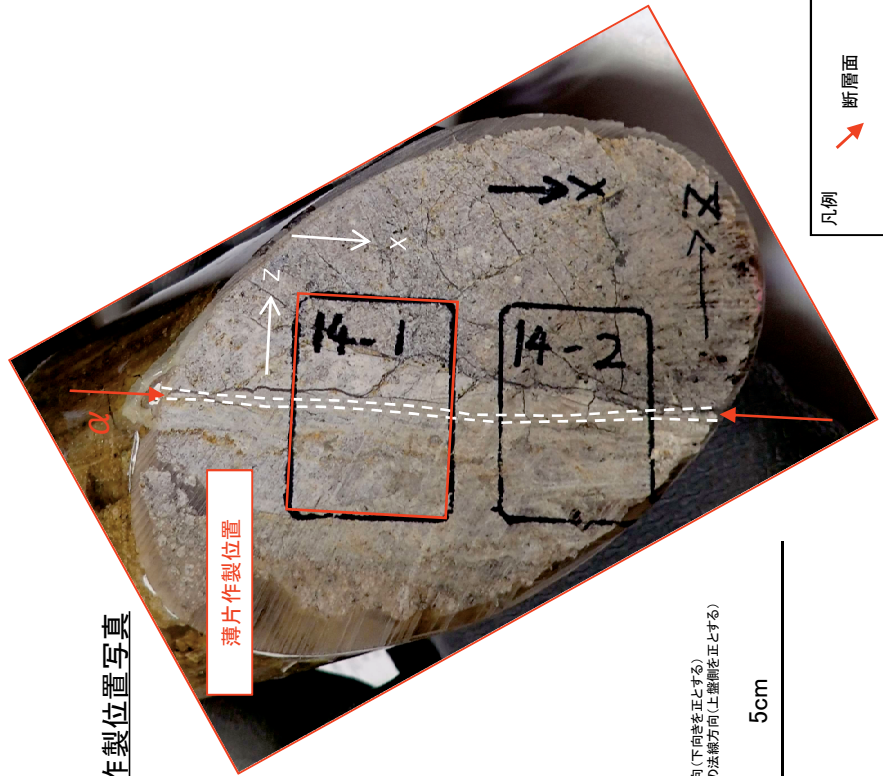 作製位置写真
薄片作製位置
α
Z
X
14-1
X
14-2
Z
向(下向きを正とする)
の法線方向(上盤側を正とする)
5cm
凡例
断層面